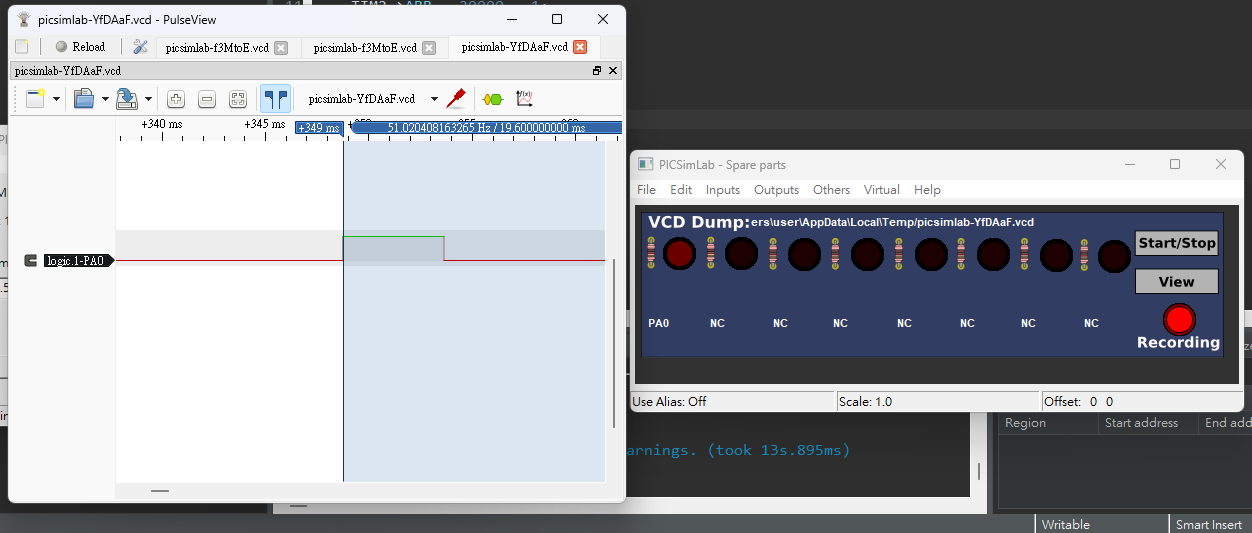 TIM2->ARR = 20000 - 1;
picsimlab-YfDAaF.vcd - PulseView
Reload
picsimlab-f3MtoE.vcd
picsimlab-f3MtoE.vcd
picsimlab-YfDAaF.vcd
picsimlab-YfDAaF.vcd
picsimlab-YfDAaF.vcd
+340 ms
+345 ms
+349 ms
51.020408163265 Hz / 19.600000000 ms
logic.1-PA0
PICSimLab - Spare parts
File Edit Inputs Outputs Others Virtual Help
VCD Dump:ers\user\AppData\Local\Temp/picsimlab-YfDAaF.vcd
Start/Stop
View
PA0 NC NC NC NC NC NC NC
Recording
Use Alias: Off
Scale: 1.0
Offset: 0 0
Region
Start address
End add
arnings. (took 13s.895ms)
Writable
Smart Insert